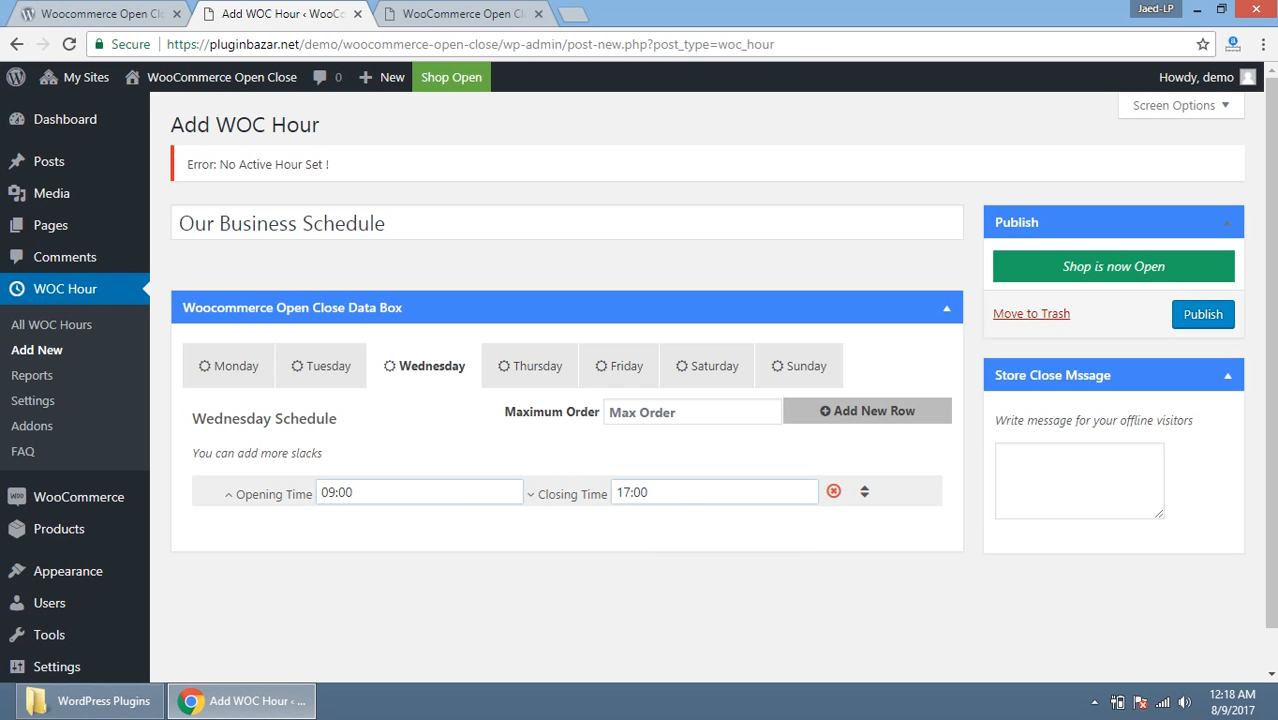 Woocommerce Open Cl
Add WOC Hour ‹ WooCo
WooCommerce Open Cl
Jaed-LP
Secure
https://pluginbazar.net/demo/woocommerce-open-close/wp-admin/post-new.php?post_type=woc_hour
My Sites
WooCommerce Open Close
0
New
Shop Open
Howdy, demo
Screen Options
Dashboard
Posts
Media
Pages
Comments
WOC Hour
All WOC Hours
Add New
Reports
Settings
Addons
FAQ
WooCommerce
Products
Appearance
Users
Tools
Settings
Add WOC Hour
Error: No Active Hour Set !
Our Business Schedule
Woocommerce Open Close Data Box
Monday
Tuesday
Wednesday
Thursday
Friday
Saturday
Sunday
Wednesday Schedule
Maximum Order
Max Order
Add New Row
You can add more slacks
Opening Time
09:00
Closing Time
17:00
Publish
Shop is now Open
Move to Trash
Publish
Store Close Mssage
Write message for your offline visitors
WordPress Plugins
Add WOC Hour ‹ ...
12:18 AM
8/9/2017